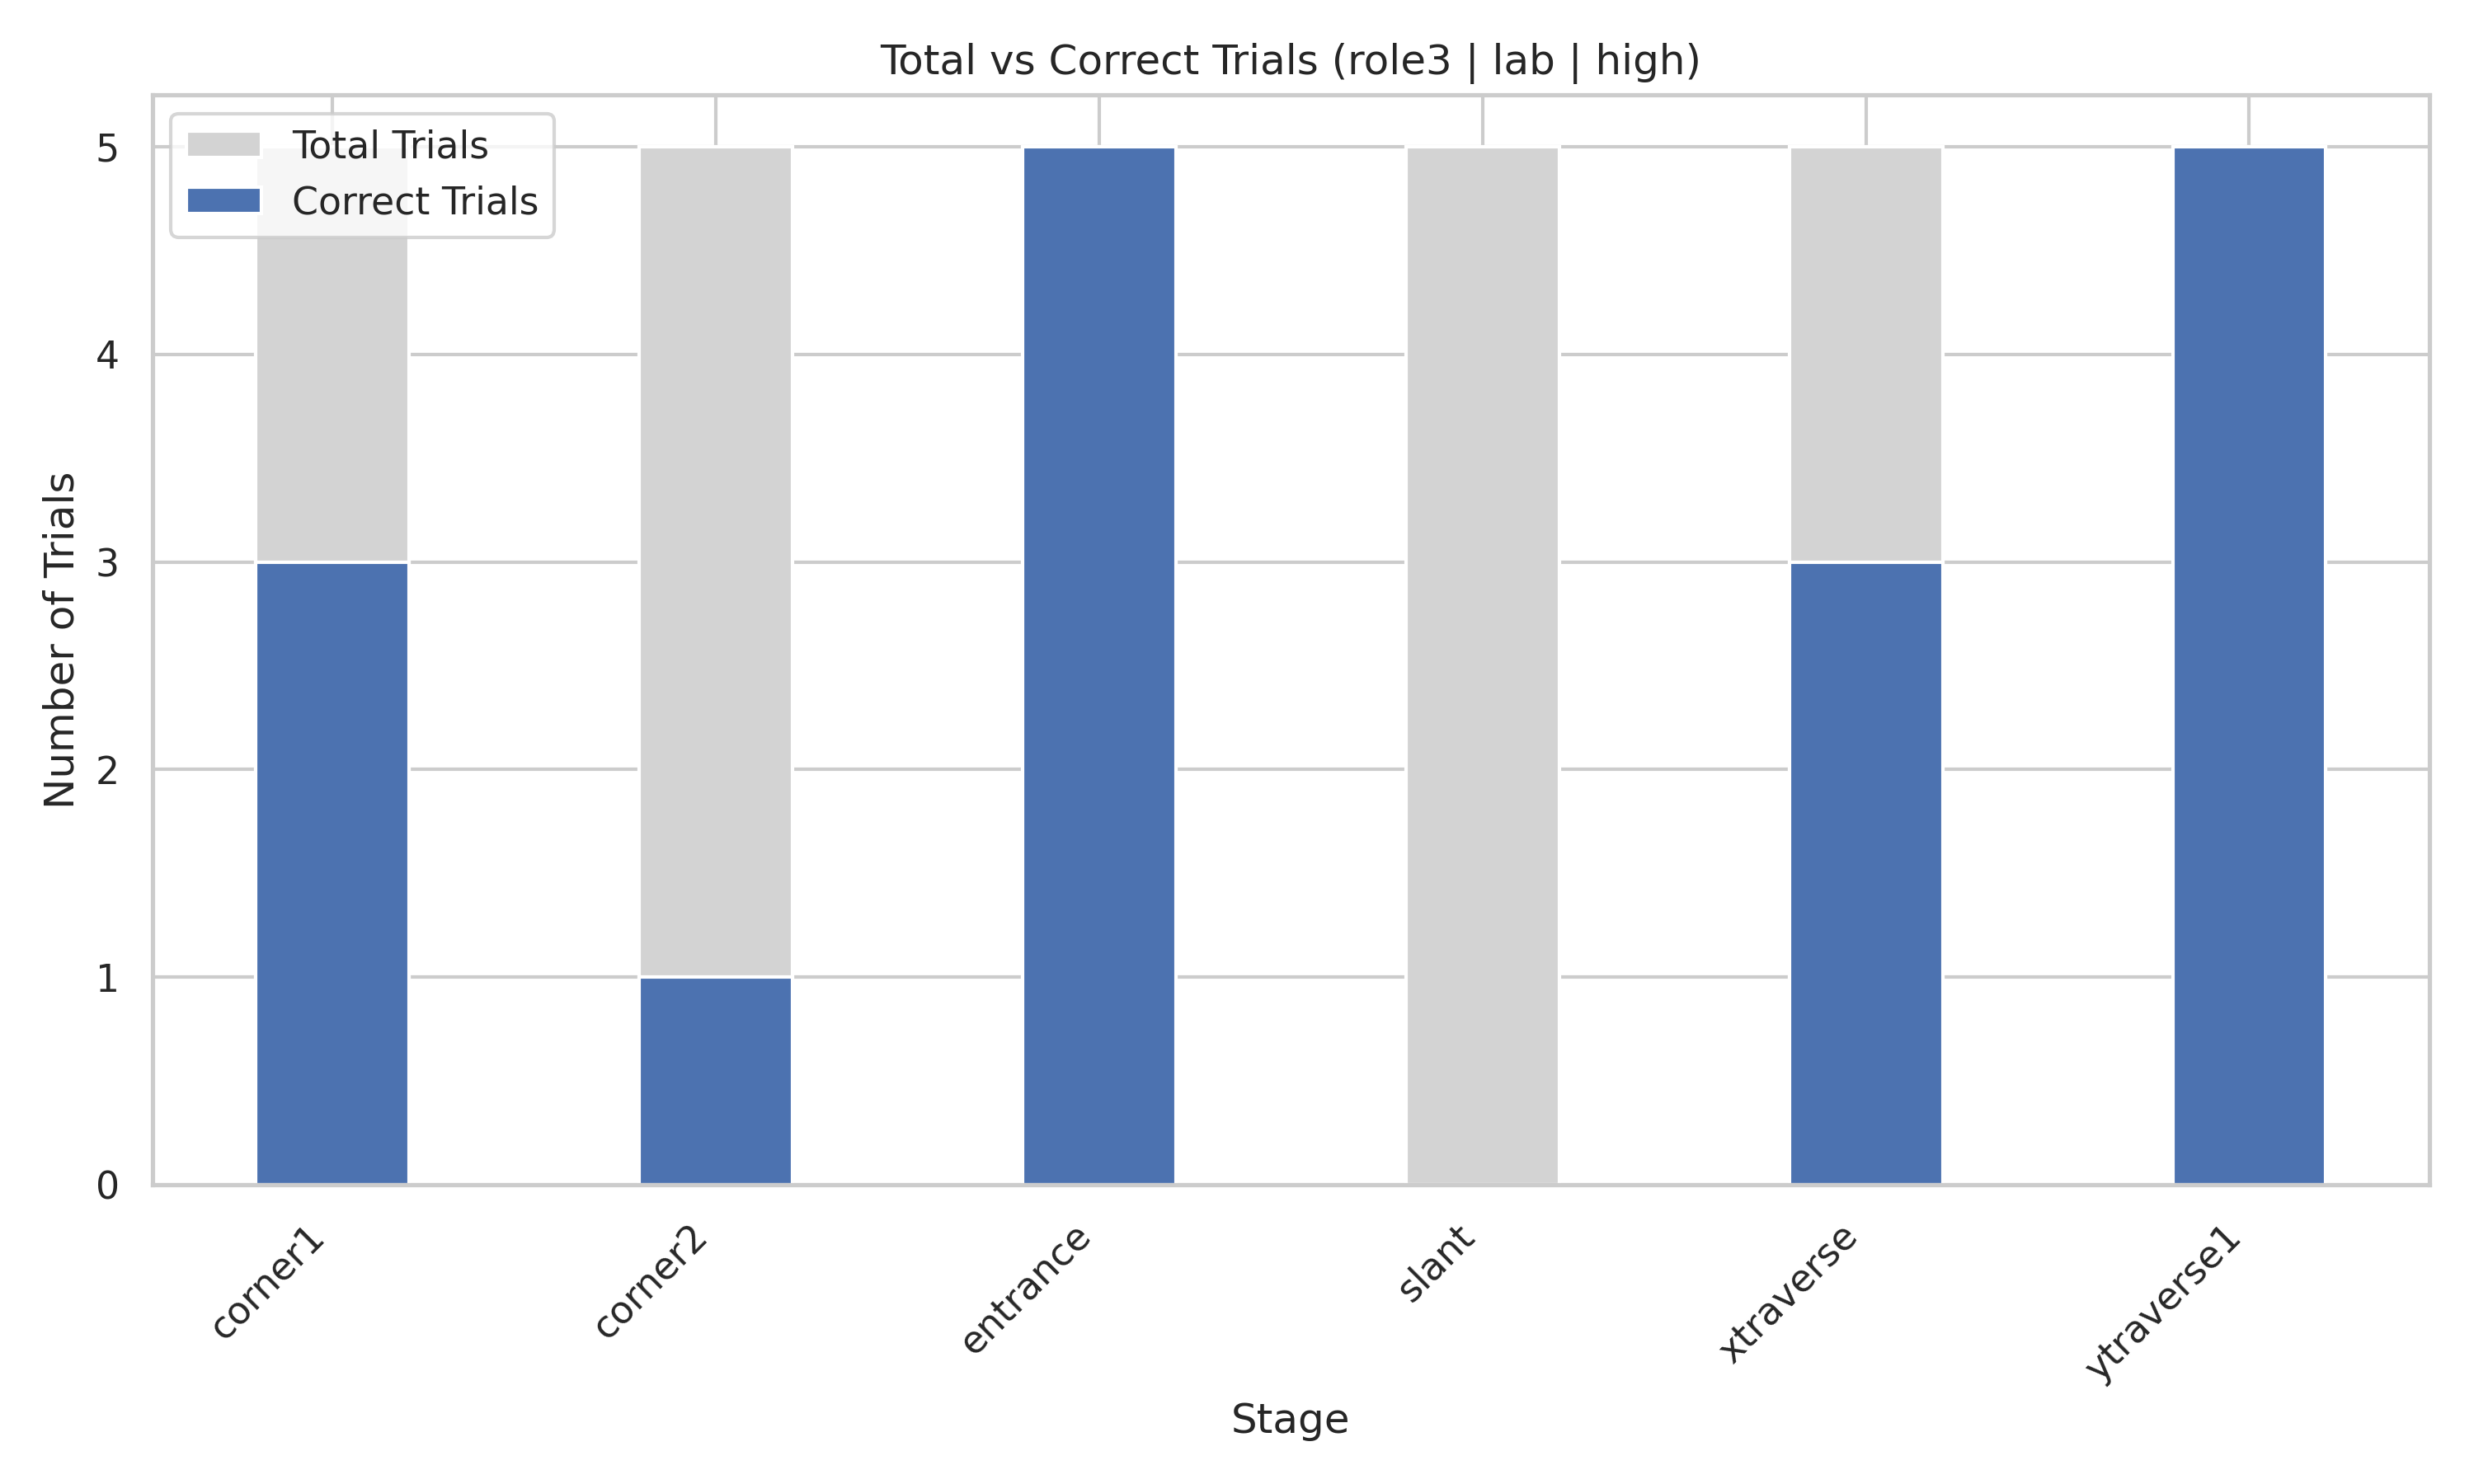 Total vs Correct Trials (role3 | lab | high)
Total Trials
Correct Trials
Number of Trials
5
4
3
2
1
0
corner1
corner2
entrance
slant
xtraverse
ytraverse1
Stage